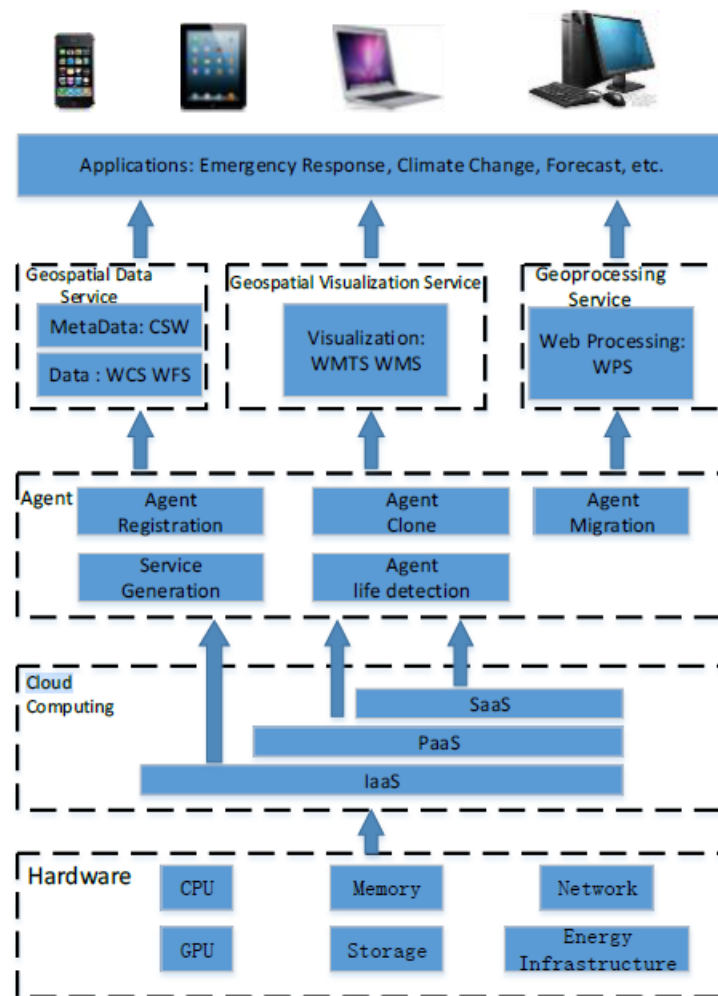 Applications: Emergency Response, Climate Change, Forecast, etc.
Geospatial Data
Service
MetaData: CSW
Data : WCS WFS
Geospatial Visualization Service
Visualization:
WMTS WMS
Geoprocessing
Service
Web Processing:
WPS
Agent
Agent
Registration
Agent
Clone
Agent
Migration
Service
Generation
Agent
life detection
Cloud
Computing
SaaS
PaaS
IaaS
Hardware
CPU
Memory
Network
GPU
Storage
Energy
Infrastructure